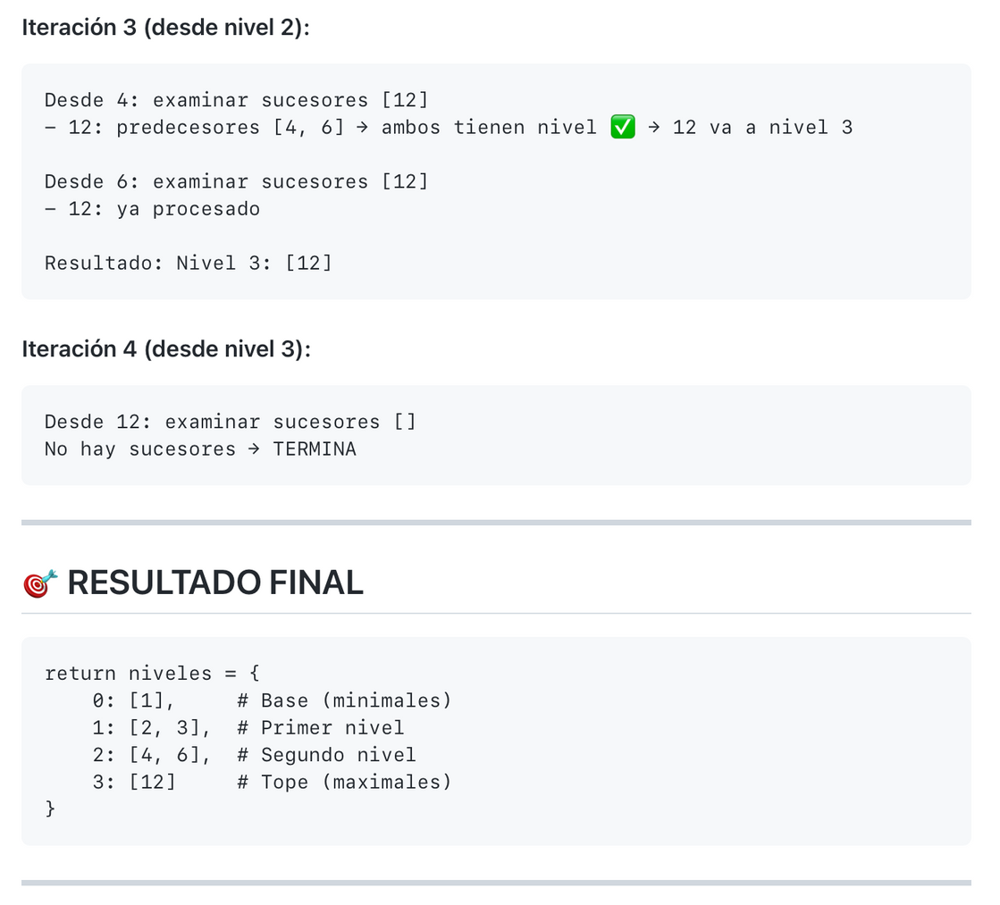 Iteración 3 (desde nivel 2):
Desde 4: examinar sucesores [12]
– 12: predecesores [4, 6] → ambos tienen nivel ✅ → 12 va a nivel 3
Desde 6: examinar sucesores [12]
– 12: ya procesado
Resultado: Nivel 3: [12]
Iteración 4 (desde nivel 3):
Desde 12: examinar sucesores []
No hay sucesores → TERMINA
🎯 RESULTADO FINAL
return niveles = {
    0: [1],     # Base (minimales)
    1: [2, 3],  # Primer nivel
    2: [4, 6],  # Segundo nivel
    3: [12]     # Tope (maximales)
}